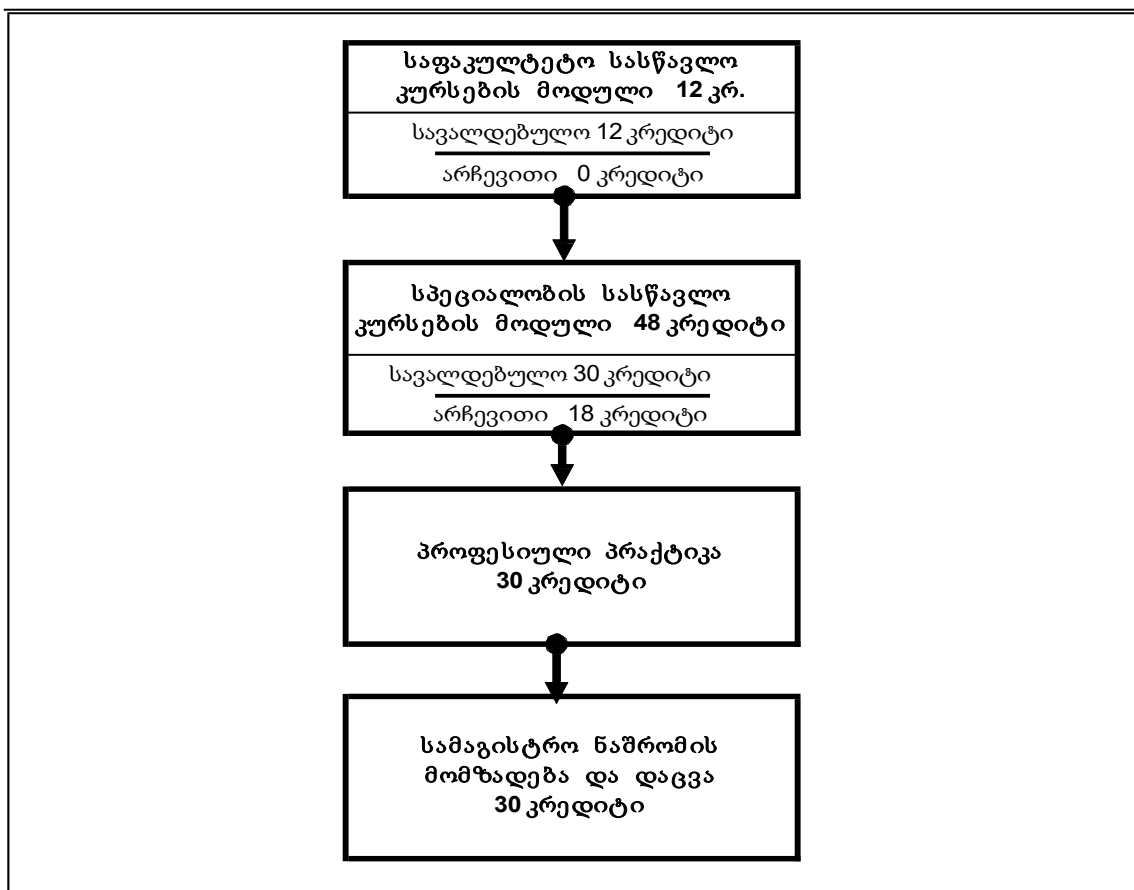 საფაკულტეტო სასწავლო
კურსების მოდული 12 კრ.
სავალდებულო 12 კრედიტი
არჩევითი 0 კრედიტი
სპეციალობის სასწავლო
კურსების მოდული 48 კრედიტი
სავალდებულო 30 კრედიტი
არჩევითი 18 კრედიტი
პროფესიული პრაქტიკა
30 კრედიტი
სამაგისტრო ნაშრომის
მომზადება და დაცვა
30 კრედიტი